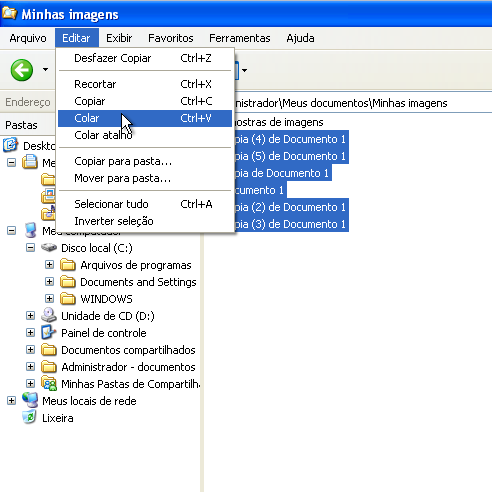 Minhas imagens
Arquivo Editar Exibir Favoritos Ferramentas Ajuda
Desfazer Copiar Ctrl+Z
Recortar Ctrl+X
Copiar Ctrl+C
Colar Ctrl+V
Colar atalho
Copiar para pasta...
Mover para pasta...
Selecionar tudo Ctrl+A
Inverter seleção
Endereço inistrador\Meus documentos\Minhas imagens
Pastas
ostras de imagens
pia (4) de Documento 1
pia (5) de Documento 1
pia de Documento 1
cumento 1
pia (2) de Documento 1
pia (3) de Documento 1
Deskto
Me
Meu computador
Disco local (C:)
Arquivos de programas
Documents and Settings
WINDOWS
Unidade de CD (D:)
Painel de controle
Documentos compartilhados
Administrador - documentos
Minhas Pastas de Compartilh
Meus locais de rede
Lixeira